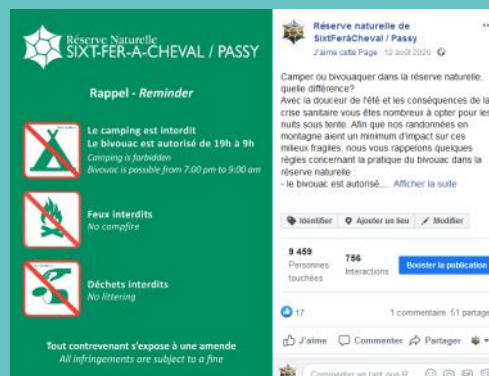 Réserve Naturelle
SIXT-FER-A-CHEVAL / PASSY
Rappel - Reminder
Le camping est interdit
Le bivouac est autorisé de 19h à 9h
Camping is forbidden
Bivouac is possible from 7:00 pm to 9:00 am
Feux interdits
No campfire
Déchets interdits
No littering
Tout contrevenant s'expose à une amende
All infringements are subject to a fine
Réserve naturelle de
SixtFeràCheval / Passy
J'aime cette Page · 12 août 2020 ·
Camper ou bivouaquer dans la réserve naturelle,
quelle différence?
Avec la douceur de l'été et les conséquences de la
crise sanitaire vous êtes nombreux à opter pour les
nuits sous tente. Afin que nos randonnées en
montagne aient un minimum d'impact sur ces
milieux fragiles, nous vous rappelons quelques
règles concernant la pratique du bivouac dans la
réserve naturelle :
- le bivouac est autorisé,... Afficher la suite
Identifier Ajouter un lieu Modifier
9 459
Personnes
touchées
756
Interactions
Booster la publication
17
1 commentaire 51 partages
J'aime Commenter Partager
Commenter en tant que R